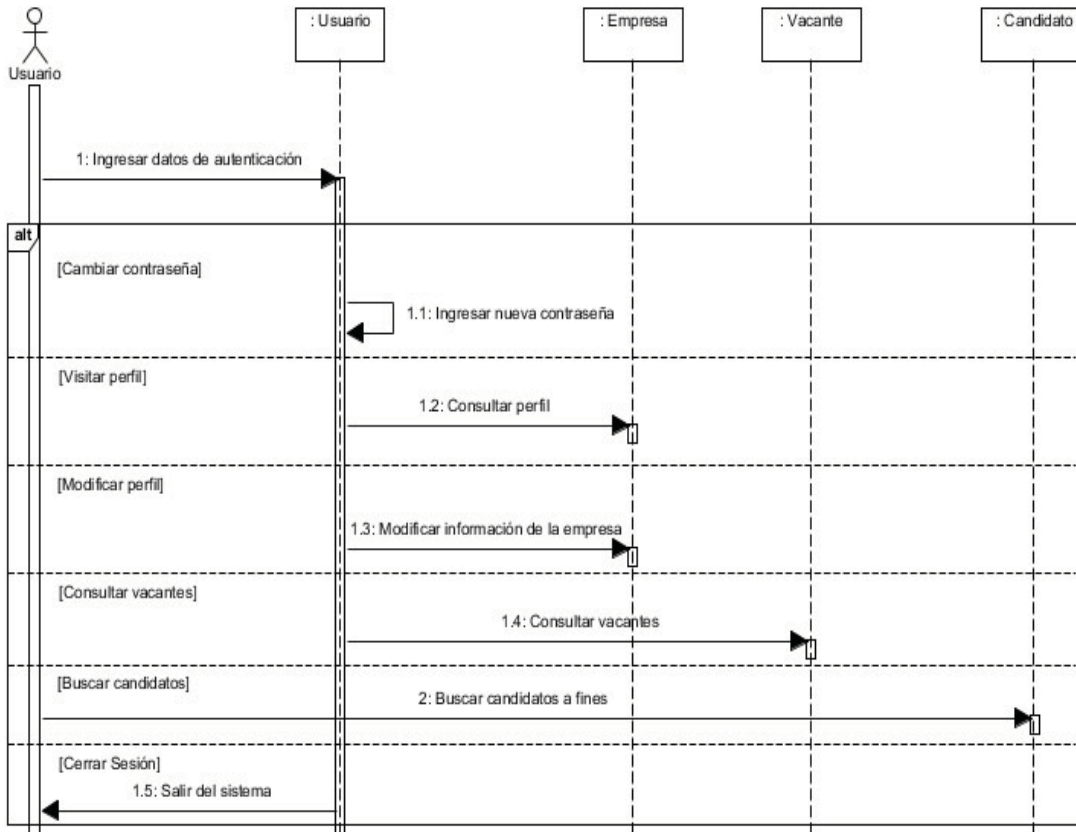 : Usuario
: Empresa
: Vacante
: Candidato
Usuario
1: Ingresar datos de autenticación
alt
[Cambiar contraseña]
1.1: Ingresar nueva contraseña
[Visitar perfil]
1.2: Consultar perfil
[Modificar perfil]
1.3: Modificar información de la empresa
[Consultar vacantes]
1.4: Consultar vacantes
[Buscar candidatos]
2: Buscar candidatos a fines
[Cerrar Sesión]
1.5: Salir del sistema